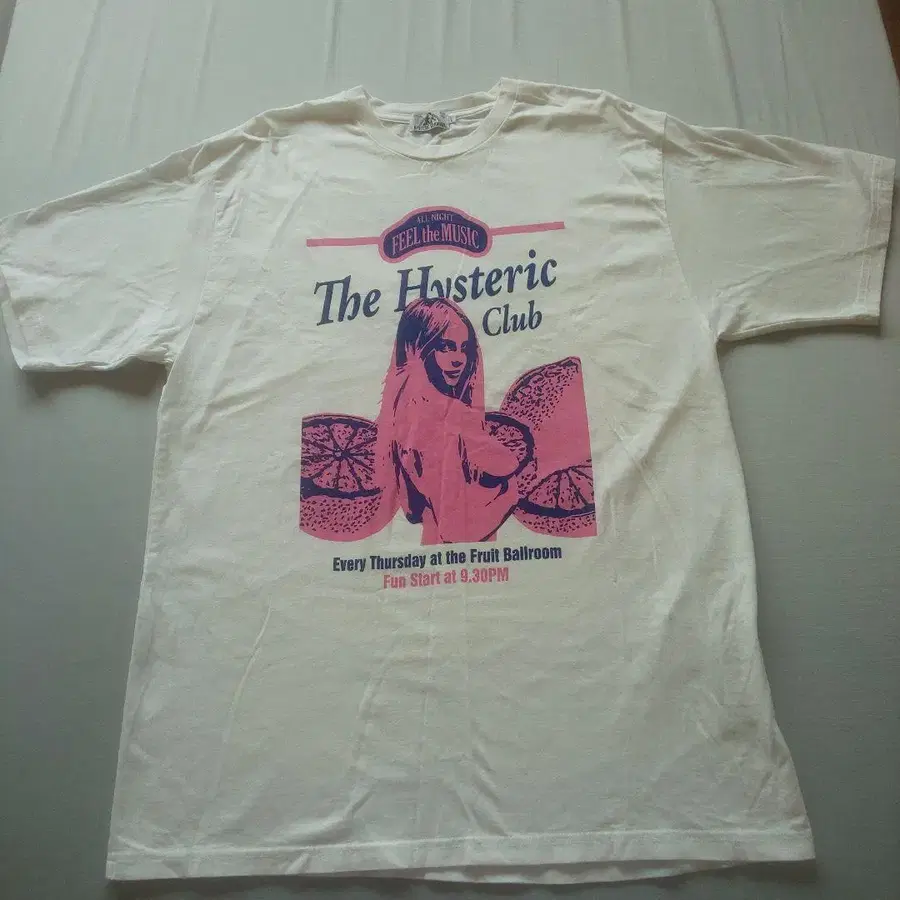 ALL NIGHT
FEEL the MUSIC
The Hysteric
Club
Every Thursday at the Fruit Ballroom
Fun Start at 9.30PM